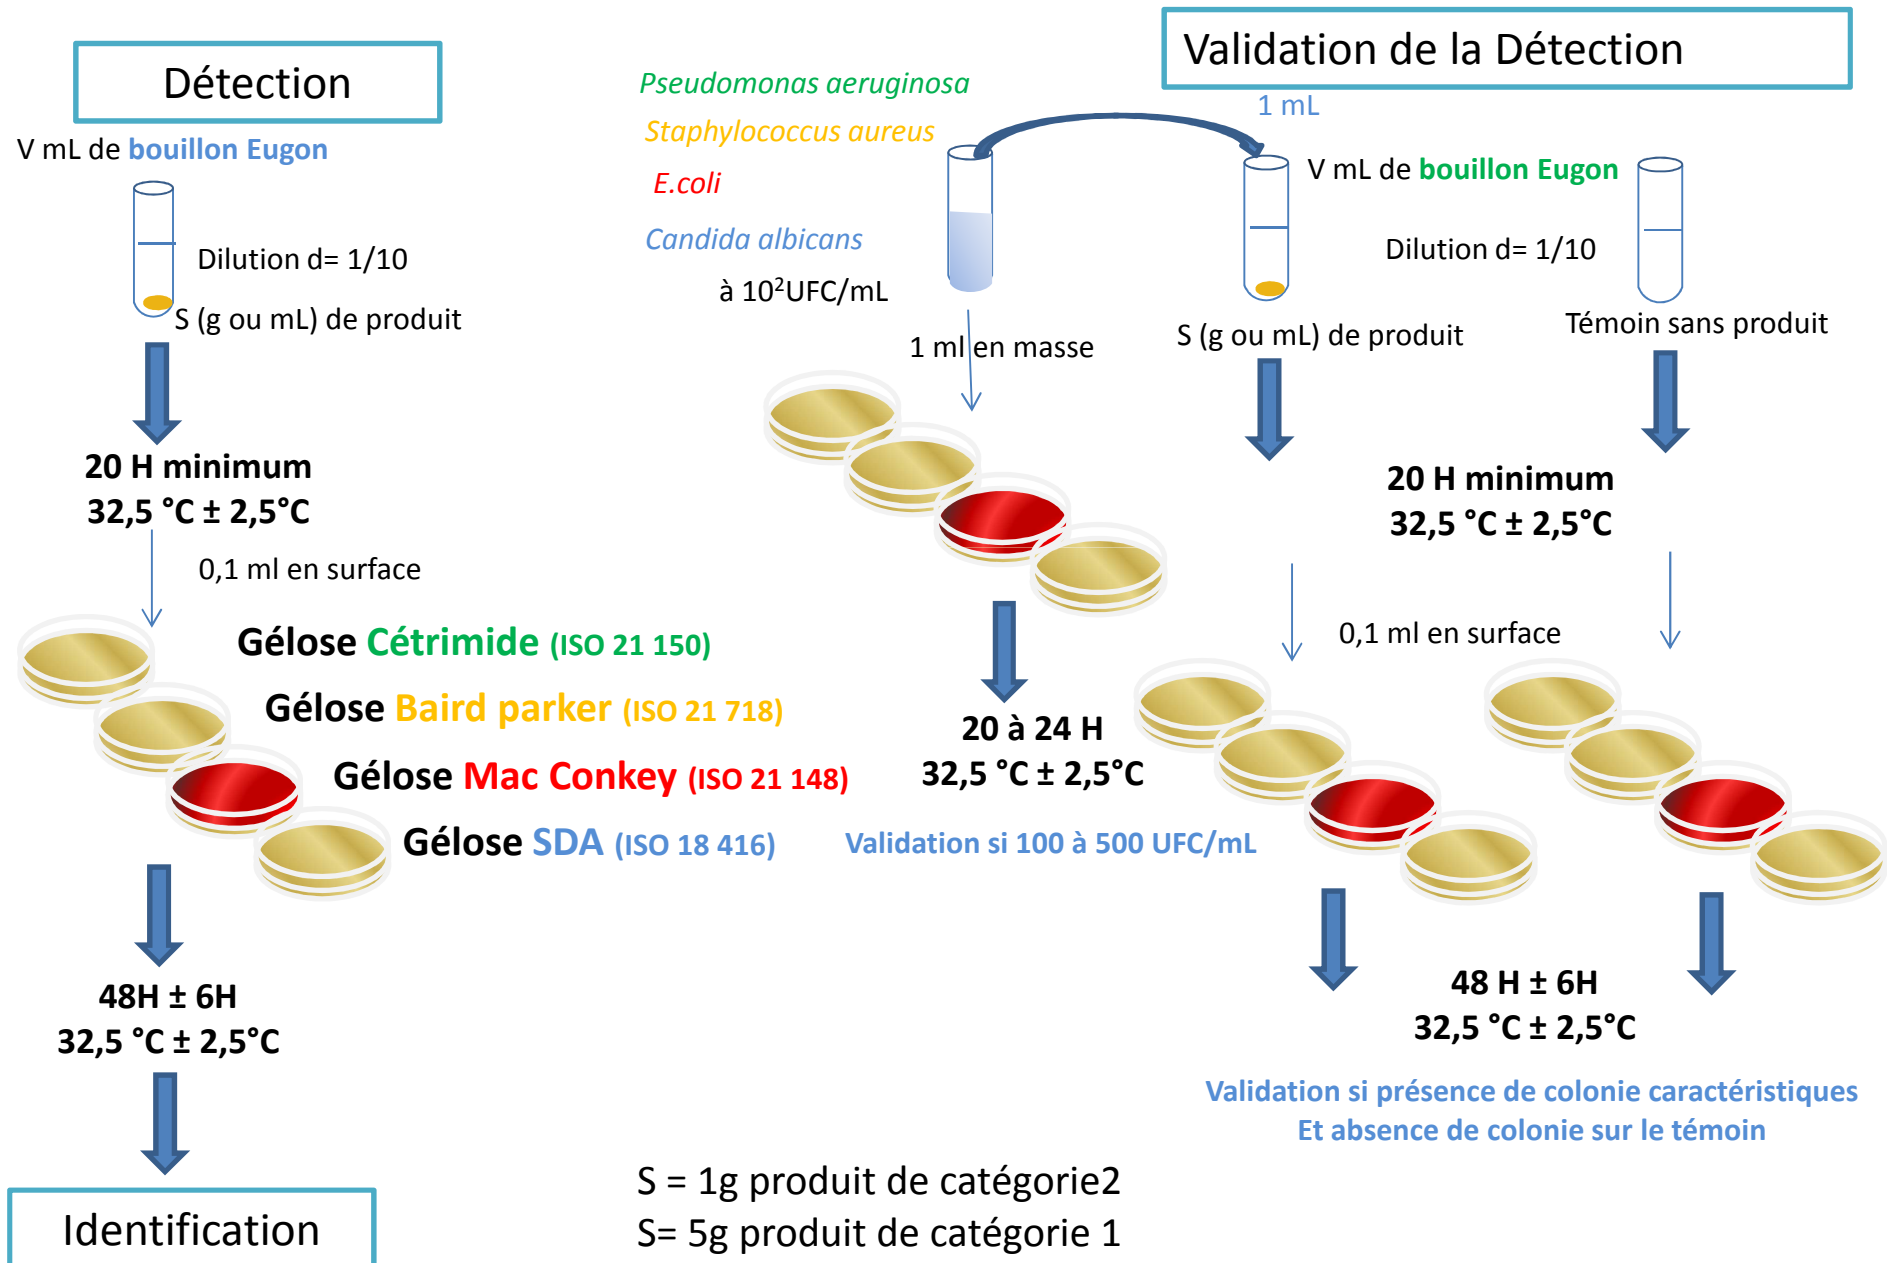 Détection
V mL de bouillon Eugon
Dilution d= 1/10
S (g ou mL) de produit
20 H minimum
32,5 °C ± 2,5°C
0,1 ml en surface
Gélose Cétrimide (ISO 21 150)
Gélose Baird parker (ISO 21 718)
Gélose Mac Conkey (ISO 21 148)
Gélose SDA (ISO 18 416)
48H ± 6H
32,5 °C ± 2,5°C
Identification
Validation de la Détection
Pseudomonas aeruginosa
Staphylococcus aureus
E.coli
Candida albicans
à 10²UFC/mL
1 mL
V mL de bouillon Eugon
Dilution d= 1/10
1 ml en masse
S (g ou mL) de produit
Témoin sans produit
20 H minimum
32,5 °C ± 2,5°C
0,1 ml en surface
20 à 24 H
32,5 °C ± 2,5°C
Validation si 100 à 500 UFC/mL
48 H ± 6H
32,5 °C ± 2,5°C
Validation si présence de colonie caractéristiques
Et absence de colonie sur le témoin
S = 1g produit de catégorie2
S= 5g produit de catégorie 1